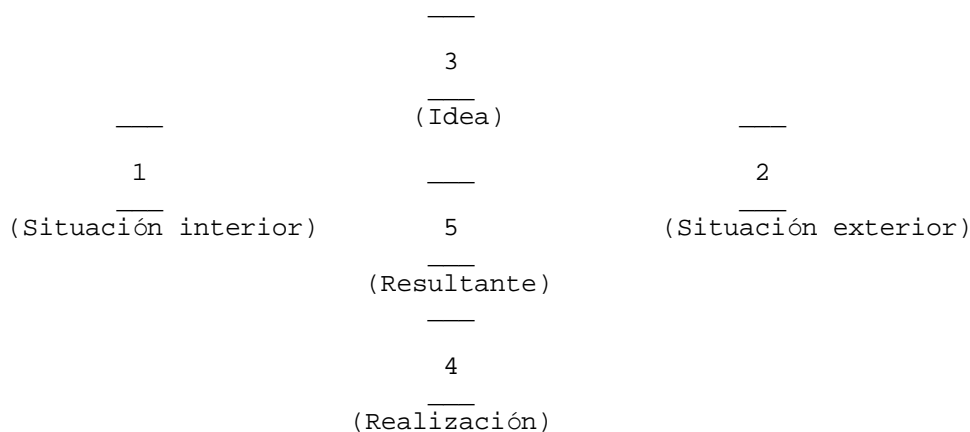 3
(Idea)
1 2
(Situación interior) 5 (Situación exterior)
(Resultante)
4
(Realización)